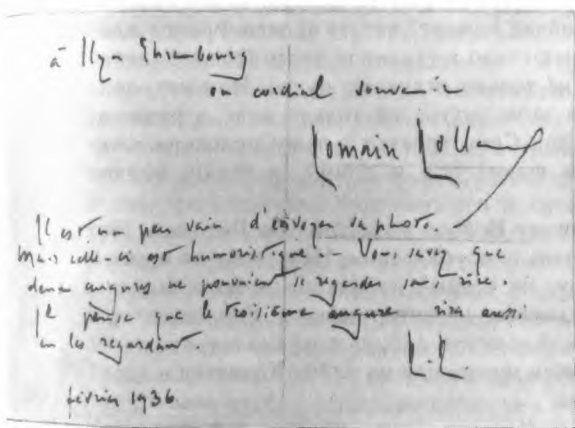 à Ilya Ehrenbourg
en cordial souvenir
Romain Rolland
Il est un peu vain d'envoyer sa photo.
Mais celle-ci est humoristique. Vous savez que
deux augures ne pouvaient se regarder sans rire.
Je pense que le troisième augure rira aussi
en les regardant
R R
février 1936